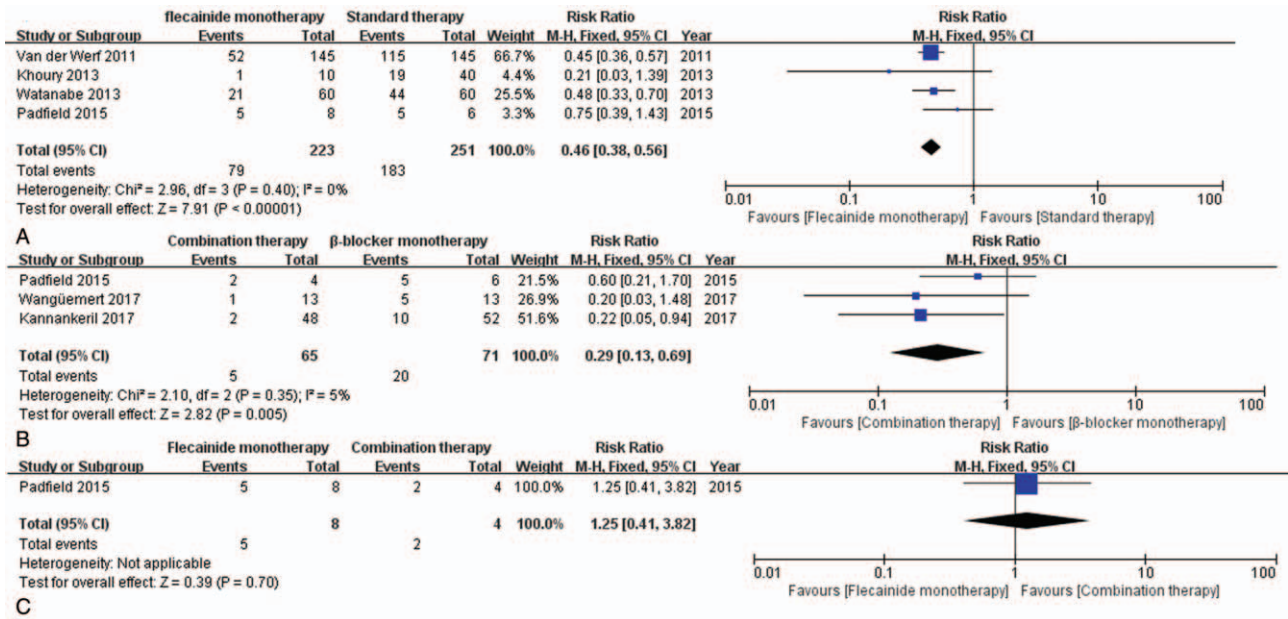 flecainide monotherapy Standard therapy Risk Ratio Risk Ratio
Study or Subgroup Events Total Events Total Weight M-H, Fixed, 95% CI Year M-H, Fixed, 95% CI
Van der Werf 2011 52 145 115 145 66.7% 0.45 [0.36, 0.57] 2011
Khoury 2013 1 10 19 40 4.4% 0.21 [0.03, 1.39] 2013
Watanabe 2013 21 60 44 60 25.5% 0.48 [0.33, 0.70] 2013
Padfield 2015 5 8 5 6 3.3% 0.75 [0.39, 1.43] 2015
Total (95% CI) 223 251 100.0% 0.46 [0.38, 0.56]
Total events 79 183
Heterogeneity: Chi² = 2.96, df = 3 (P = 0.40); I² = 0%
Test for overall effect: Z = 7.91 (P < 0.00001)
0.01 0.1 1 10 100
Favours [Flecainide monotherapy] Favours [Standard therapy]
A
Combination therapy β-blocker monotherapy Risk Ratio Risk Ratio
Study or Subgroup Events Total Events Total Weight M-H, Fixed, 95% CI Year M-H, Fixed, 95% CI
Padfield 2015 2 4 5 6 21.5% 0.60 [0.21, 1.70] 2015
Wangüemert 2017 1 13 5 13 26.9% 0.20 [0.03, 1.48] 2017
Kannankeril 2017 2 48 10 52 51.6% 0.22 [0.05, 0.94] 2017
Total (95% CI) 65 71 100.0% 0.29 [0.13, 0.69]
Total events 5 20
Heterogeneity: Chi² = 2.10, df = 2 (P = 0.35); I² = 5%
Test for overall effect: Z = 2.82 (P = 0.005)
0.01 0.1 1 10 100
Favours [Combination therapy] Favours [β-blocker monotherapy]
B
Flecainide monotherapy Combination therapy Risk Ratio Risk Ratio
Study or Subgroup Events Total Events Total Weight M-H, Fixed, 95% CI Year M-H, Fixed, 95% CI
Padfield 2015 5 8 2 4 100.0% 1.25 [0.41, 3.82] 2015
Total (95% CI) 8 4 100.0% 1.25 [0.41, 3.82]
Total events 5 2
Heterogeneity: Not applicable
Test for overall effect: Z = 0.39 (P = 0.70)
0.01 0.1 1 10 100
Favours [Flecainide monotherapy] Favours [Combination therapy]
C